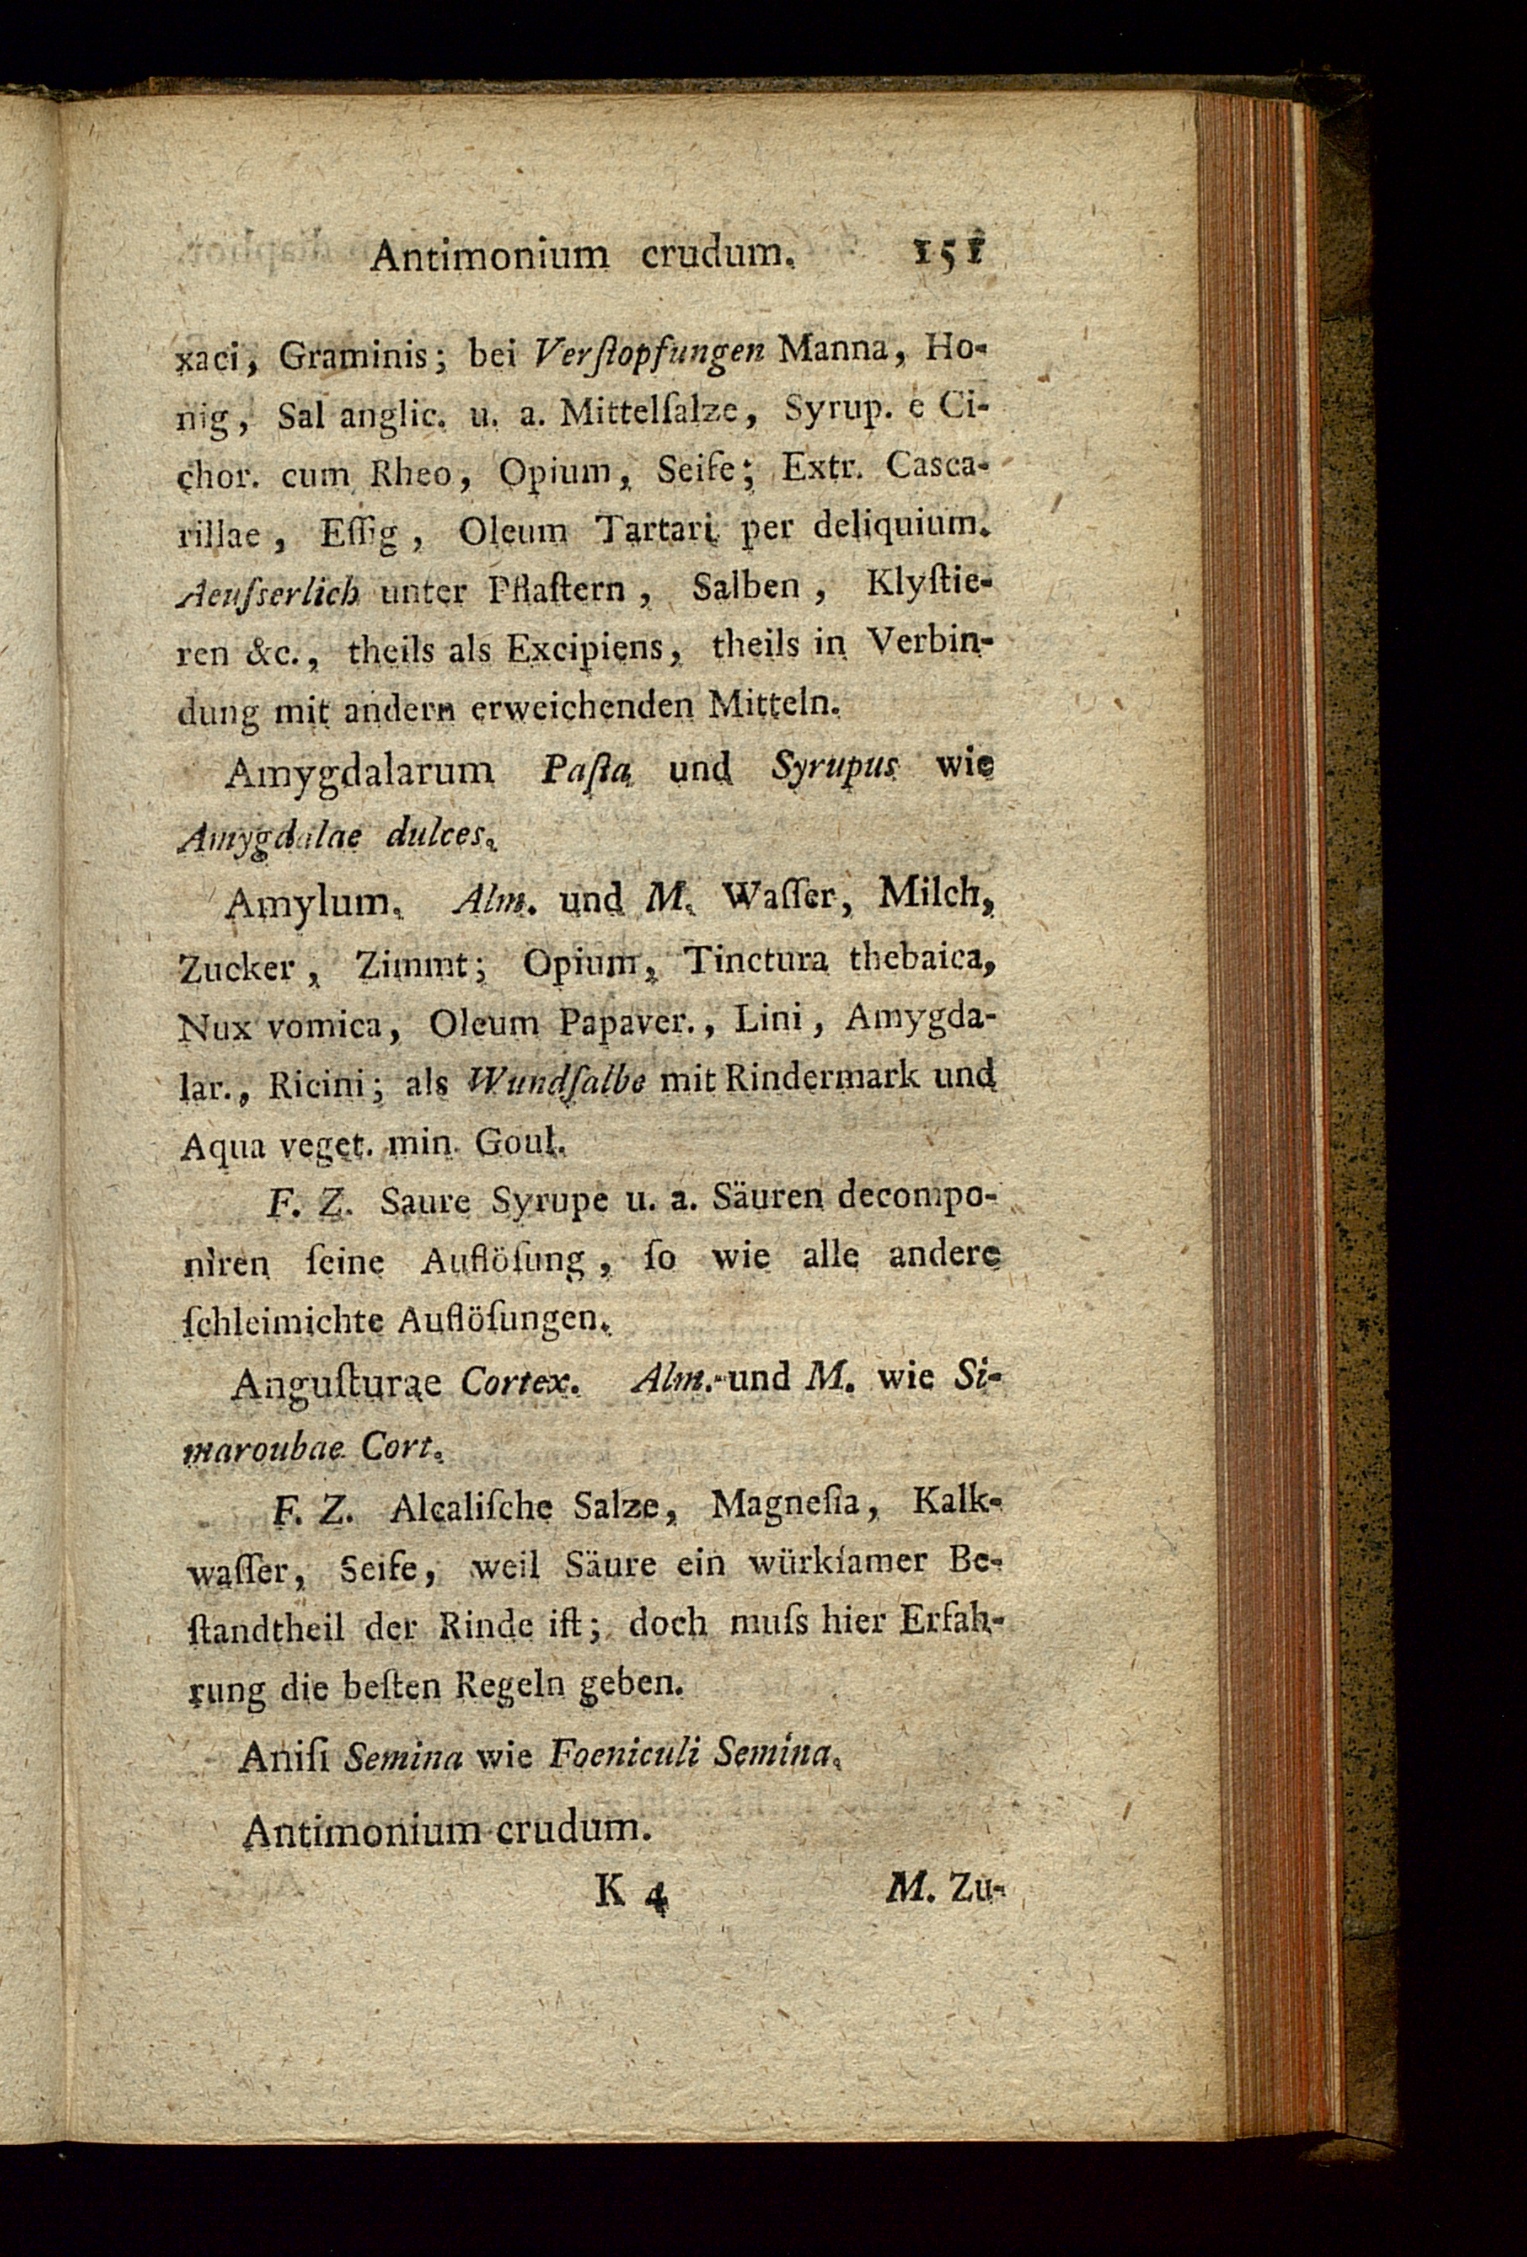 Antimonium crudum. 151
xaci, Graminis; bei Verſtopfungen Manna, Ho-
nig, Sal anglic. u. a. Mittelſalze, Syrup. e Ci-
chor. cum Rheo, Opium, Seife; Extr. Casca-
rillae, Eſſig, Oleum Tartari per deliquium.
Aeuſserlich unter Pflaſtern, Salben, Klyſtie-
ren &c., theils als Excipiens, theils in Verbin-
dung mit andern erweichenden Mitteln.
Amygdalarum Paſta und Syrupus wie
Amygdalae dulces.
Amylum. Alm. und M. Waſſer, Milch,
Zucker, Zimmt; Opium, Tinctura thebaica,
Nux vomica, Oleum Papaver., Lini, Amygda-
lar., Ricini; als Wundſalbe mit Rindermark und
Aqua veget. min. Goul.
F. Z. Saure Syrupe u. a. Säuren decompo-
niren ſeine Auflöſung, ſo wie alle andere
ſchleimichte Auflöſungen.
Anguſturae Cortex. Alm. und M. wie Si-
maroubae Cort.
F. Z. Alcaliſche Salze, Magneſia, Kalk-
waſſer, Seife, weil Säure ein würkſamer Be-
ſtandtheil der Rinde iſt; doch muſs hier Erfah-
rung die beſten Regeln geben.
Aniſi Semina wie Foeniculi Semina.
Antimonium crudum.
K 4 M. Zu-